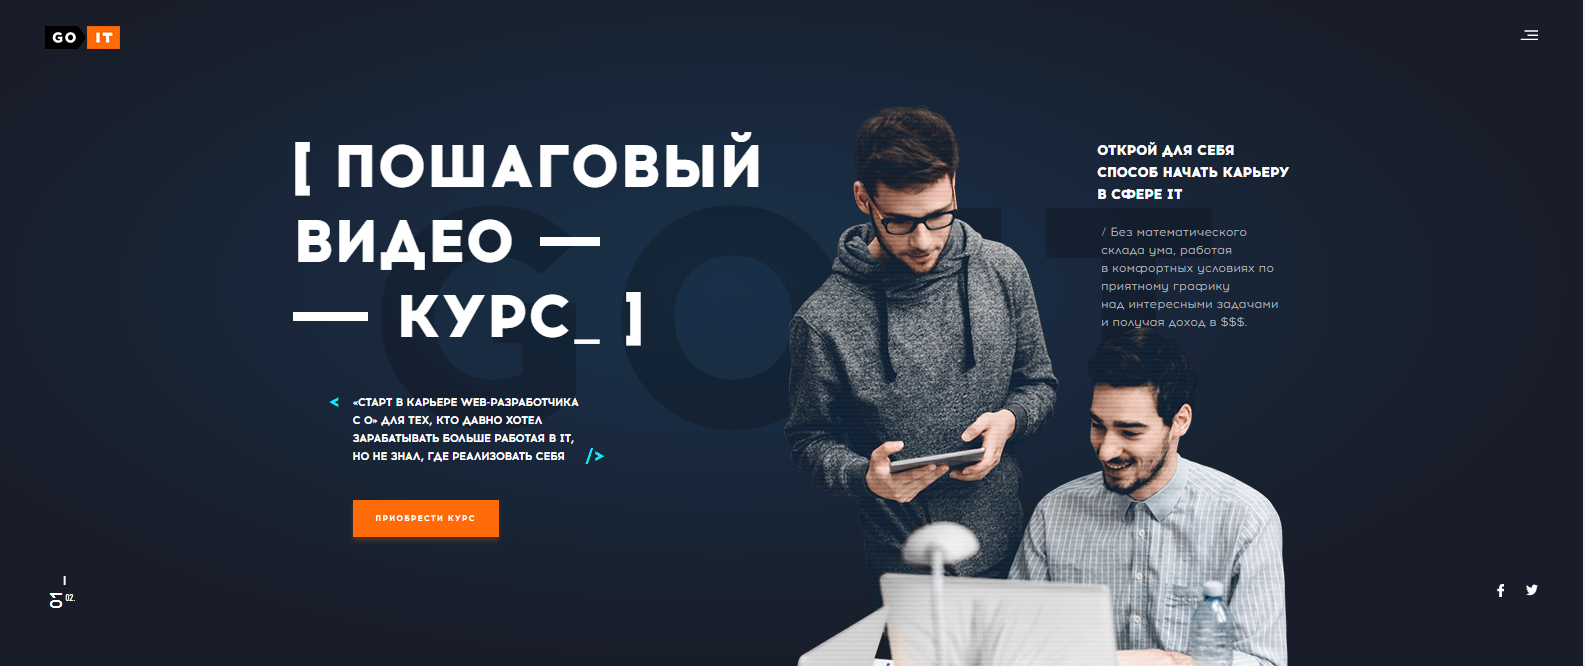 GO IT
[ ПОШАГОВЫЙ
ВИДЕО —
— КУРС_ ]
ОТКРОЙ ДЛЯ СЕБЯ
СПОСОБ НАЧАТЬ КАРЬЕРУ
В СФЕРЕ IT
/ Без математического
склада ума, работая
в комфортных условиях по
приятному графику
над интересными задачами
и получая доход в $$$.
GO IT
< «СТАРТ В КАРЬЕРЕ WEB-РАЗРАБОТЧИКА
С О» ДЛЯ ТЕХ, КТО ДАВНО ХОТЕЛ
ЗАРАБАТЫВАТЬ БОЛЬШЕ РАБОТАЯ В IT,
НО НЕ ЗНАЛ, ГДЕ РЕАЛИЗОВАТЬ СЕБЯ />
ПРИОБРЕСТИ КУРС
01
02.